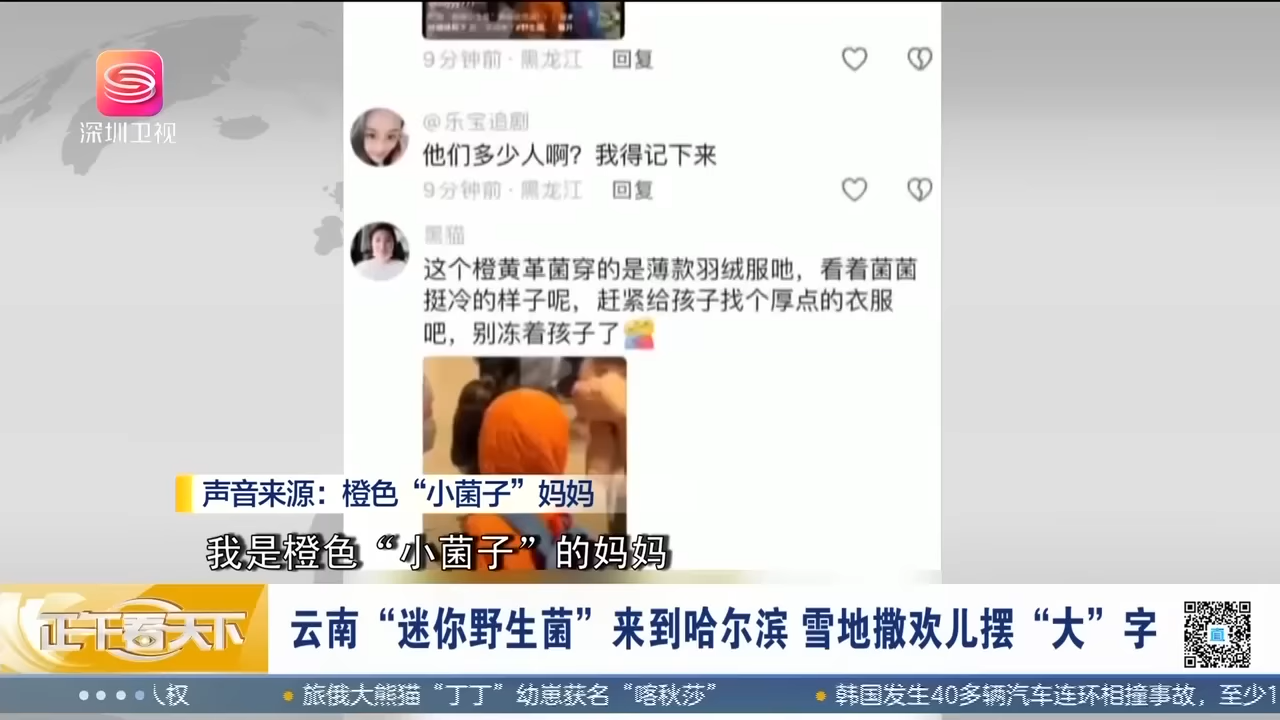 9分钟前·黑龙江 回复
深圳卫视
@乐宝追剧
他们多少人啊？我得记下来
9分钟前·黑龙江 回复
黑猫
这个橙黄革菌穿的是薄款羽绒服吔，看着菌菌
挺冷的样子呢，赶紧给孩子找个厚点的衣服
吧，别冻着孩子了
声音来源：橙色“小菌子”妈妈
我是橙色“小菌子”的妈妈
正午看天下
云南“迷你野生菌”来到哈尔滨 雪地撒欢儿摆“大”字
人权 旅俄大熊猫“丁丁”幼崽获名“喀秋莎” 韩国发生40多辆汽车连环相撞事故，至少1